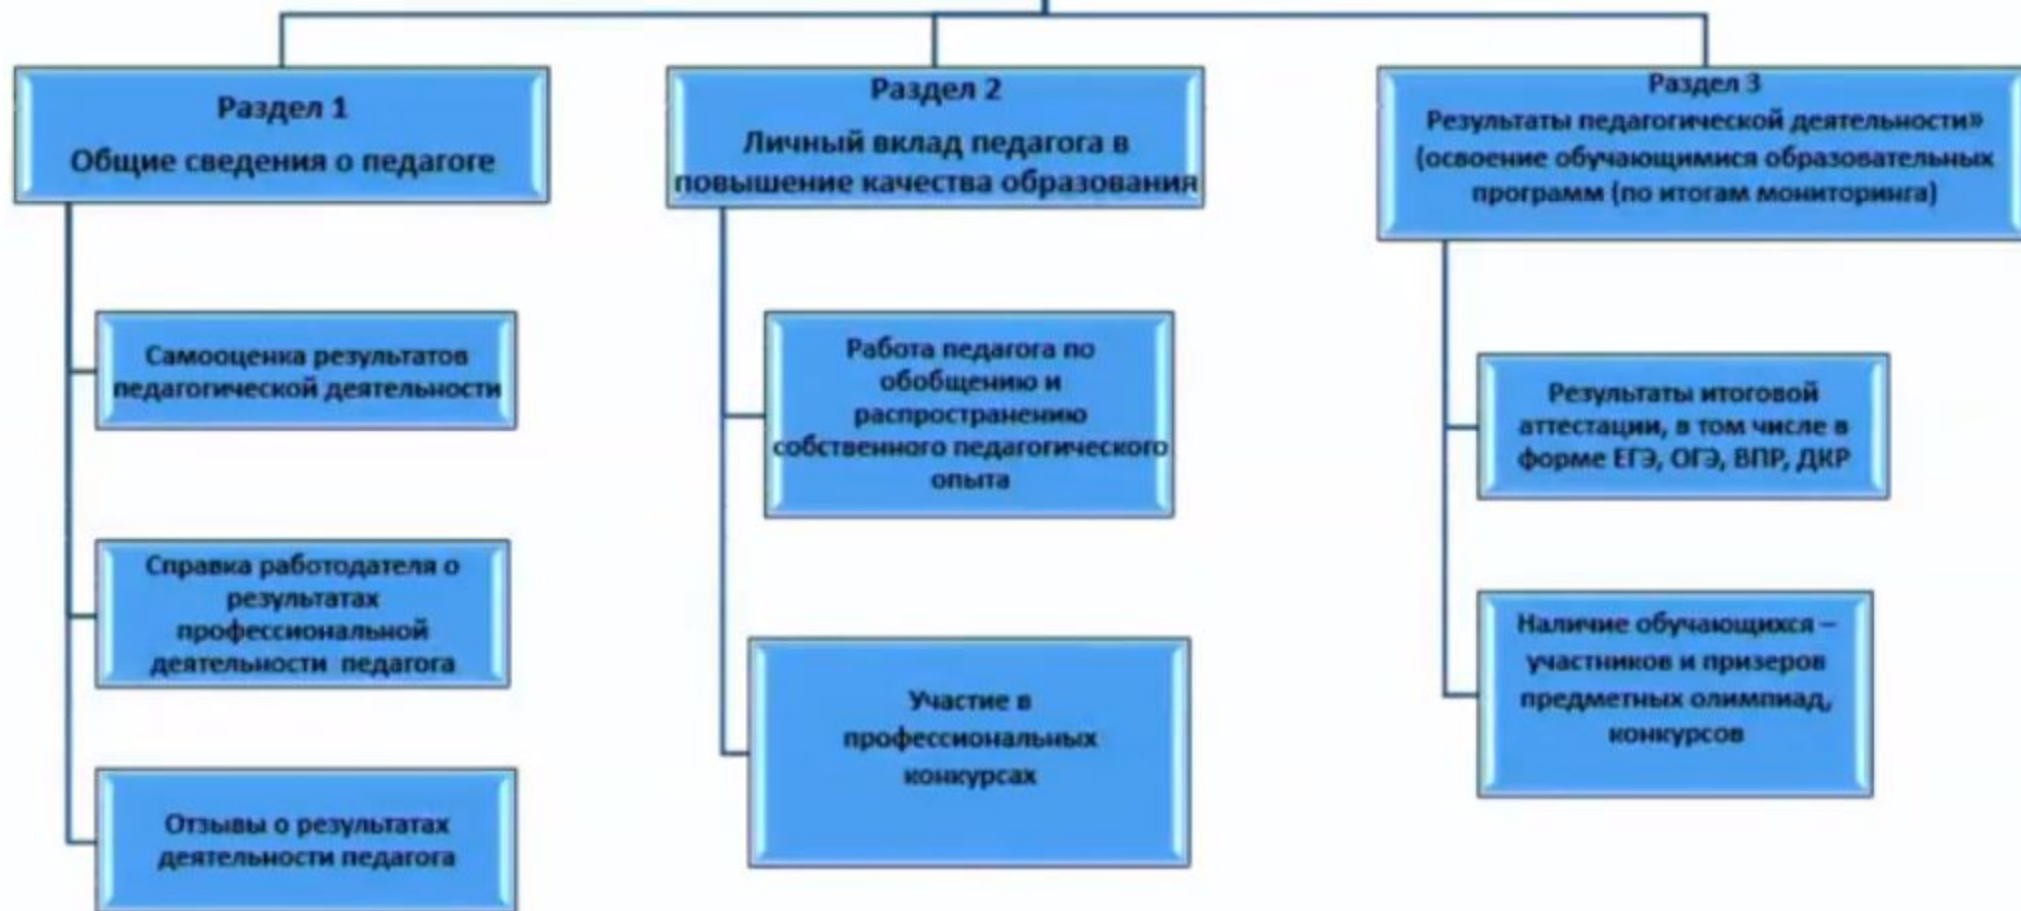 Раздел 1
Общие сведения о педагоге
Самооценка результатов
педагогической деятельности
Справка работодателя о
результатах
профессиональной
деятельности педагога
Отзывы о результатах
деятельности педагога
Раздел 2
Личный вклад педагога в
повышение качества образования
Работа педагога по
обобщению и
распространению
собственного педагогического
опыта
Участие в
профессиональных
конкурсах
Раздел 3
Результаты педагогической деятельности»
(освоение обучающимися образовательных
программ (по итогам мониторинга)
Результаты итоговой
аттестации, в том числе в
форме ЕГЭ, ОГЭ, ВПР, ДКР
Наличие обучающихся –
участников и призеров
предметных олимпиад,
конкурсов